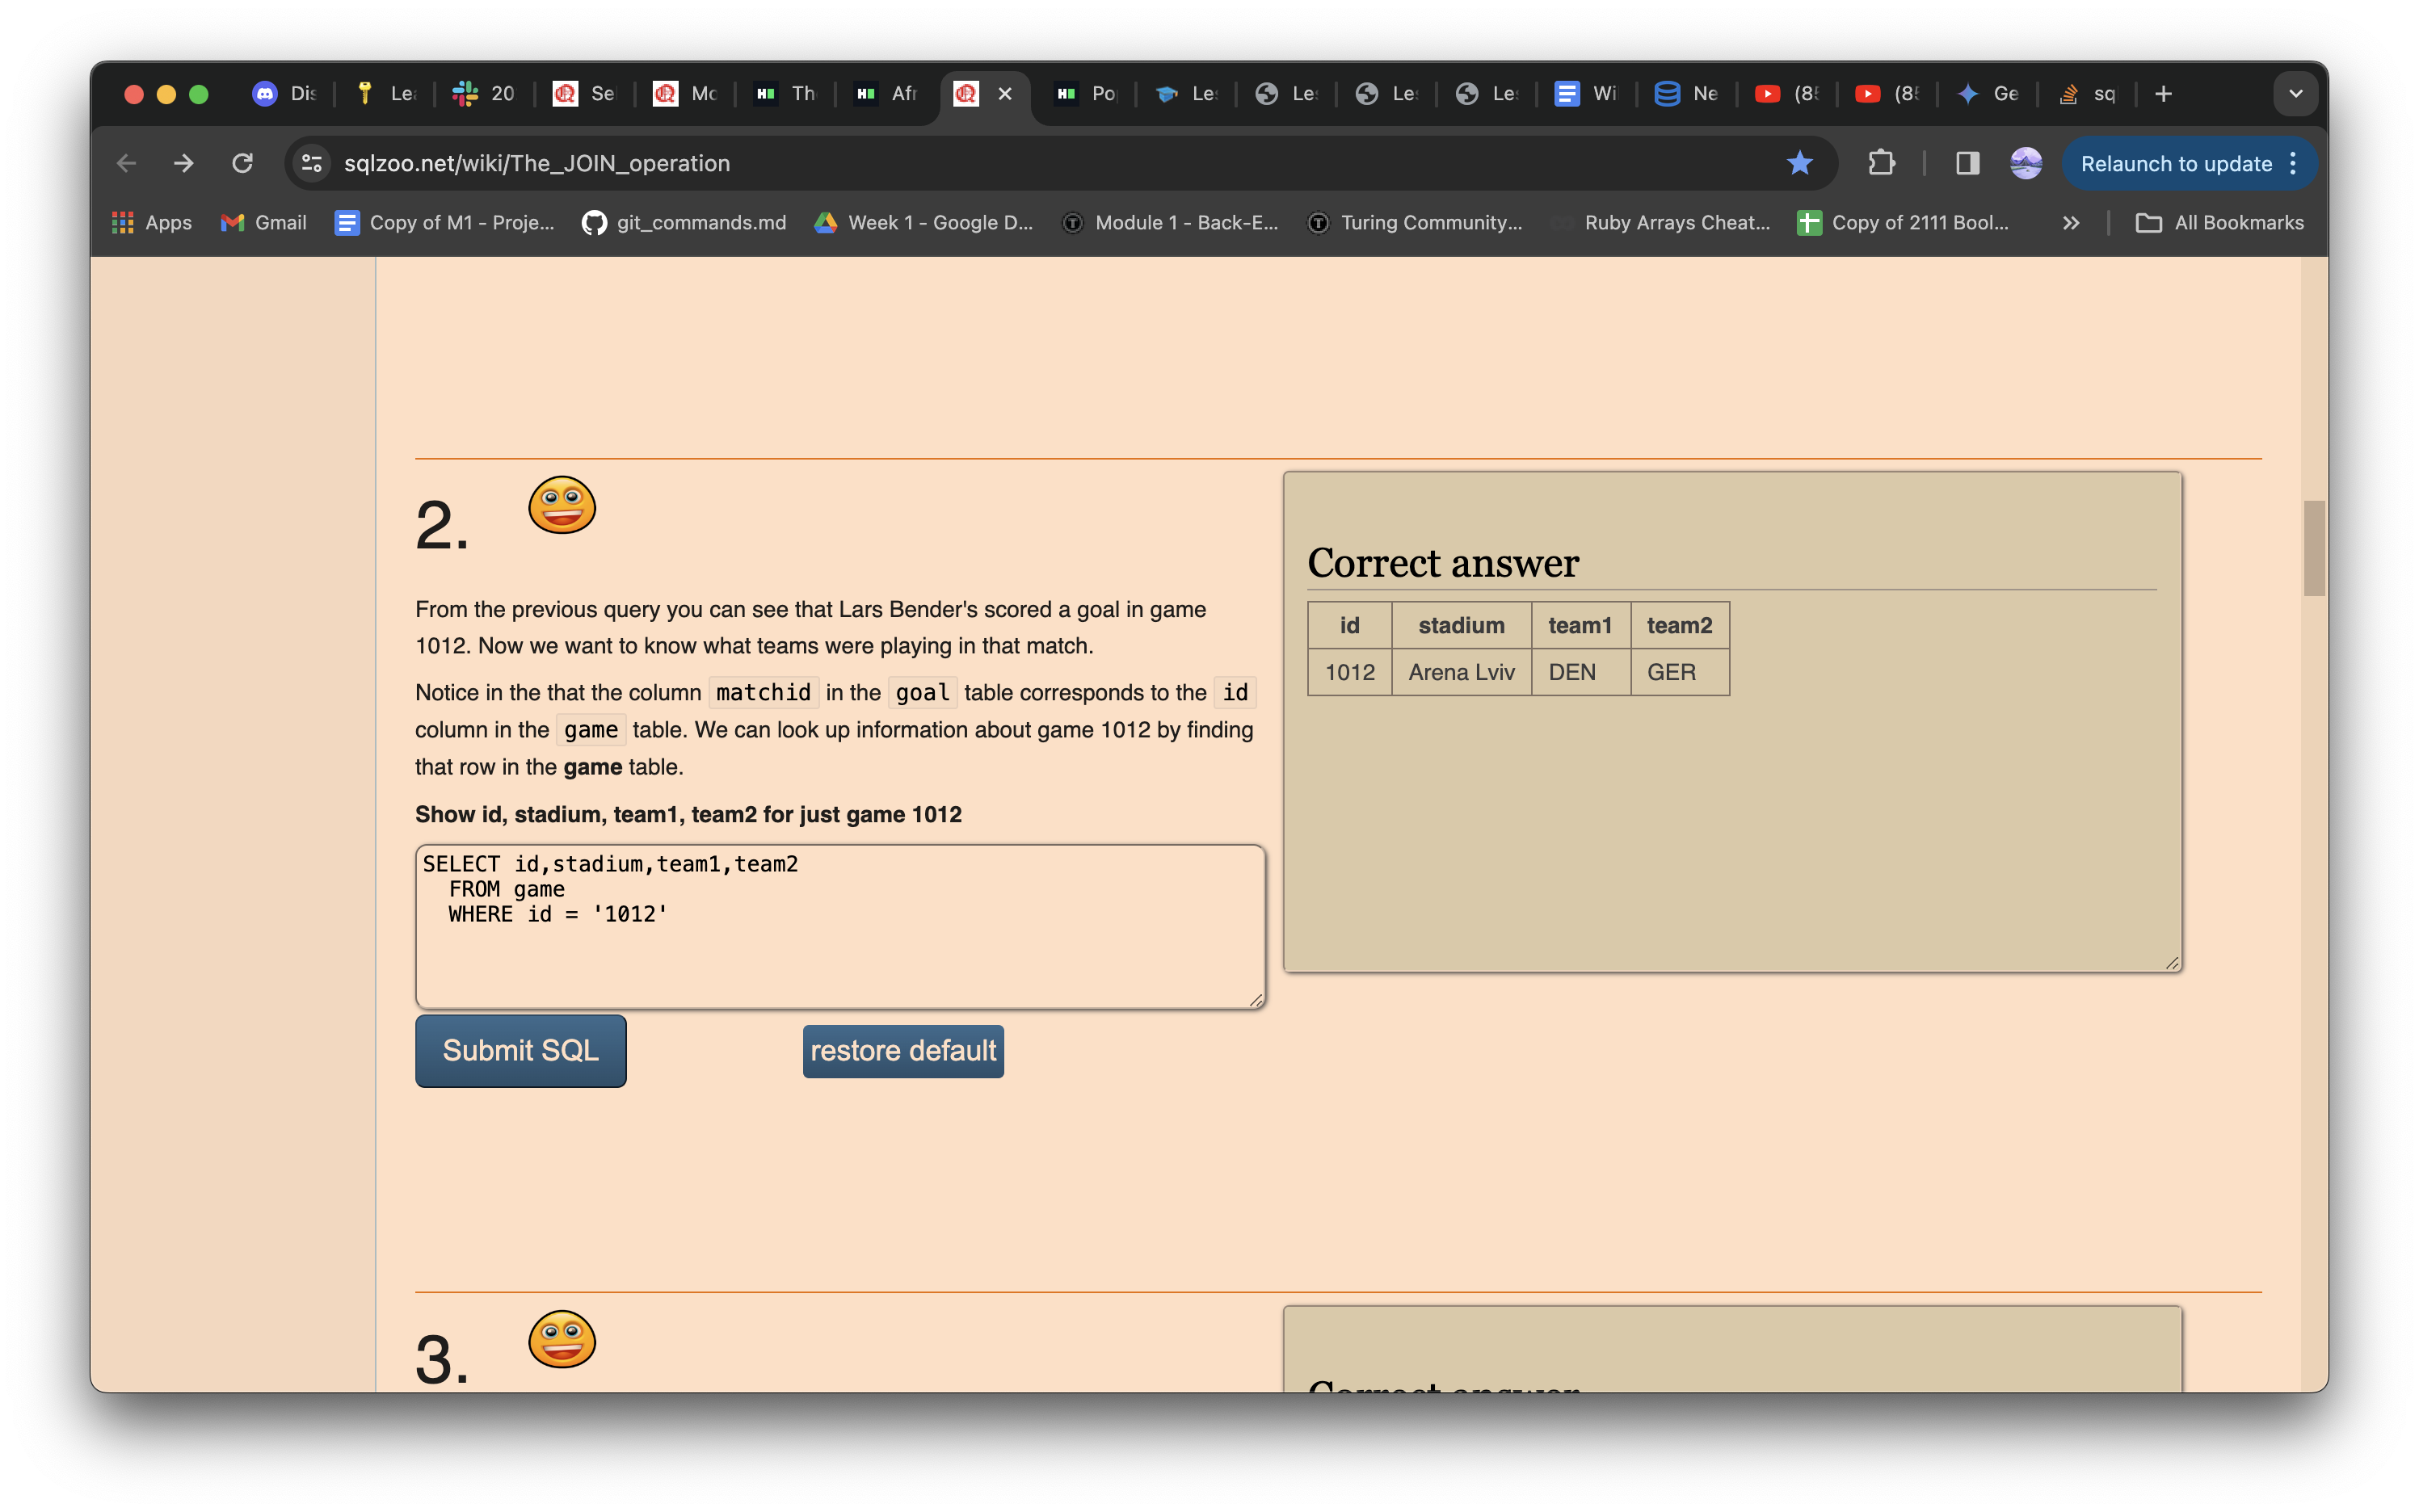 Dis Le 20 Se Mc Th Afr Po Le Le Le Le Wi Ne (8 (8 Ge sq
sqlzoo.net/wiki/The_JOIN_operation Relaunch to update
Apps Gmail Copy of M1 - Proje... git_commands.md Week 1 - Google D... Module 1 - Back-E... Turing Community... Ruby Arrays Cheat... Copy of 2111 Bool... All Bookmarks
2.
From the previous query you can see that Lars Bender's scored a goal in game
1012. Now we want to know what teams were playing in that match.
Notice in the that the column matchid in the goal table corresponds to the id
column in the game table. We can look up information about game 1012 by finding
that row in the game table.
Show id, stadium, team1, team2 for just game 1012
SELECT id,stadium,team1,team2
FROM game
WHERE id = '1012'
Submit SQL restore default
Correct answer
id stadium team1 team2
1012 Arena Lviv DEN GER
3.
Correct answer